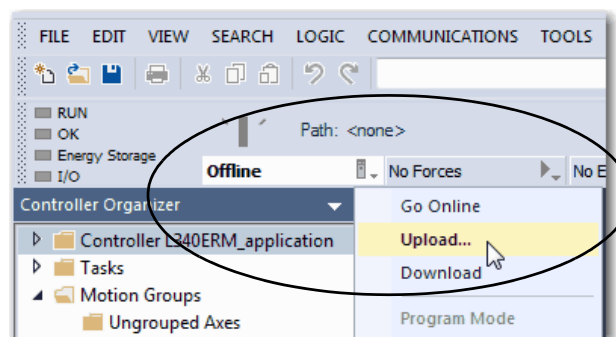 FILE EDIT VIEW SEARCH LOGIC COMMUNICATIONS TOOLS
RUN
OK
Energy Storage
I/O
Path: <none>
Offline
No Forces
No E
Controller Organizer
Go Online
Controller L340ERM_application
Upload...
Tasks
Download
Motion Groups
Ungrouped Axes
Program Mode